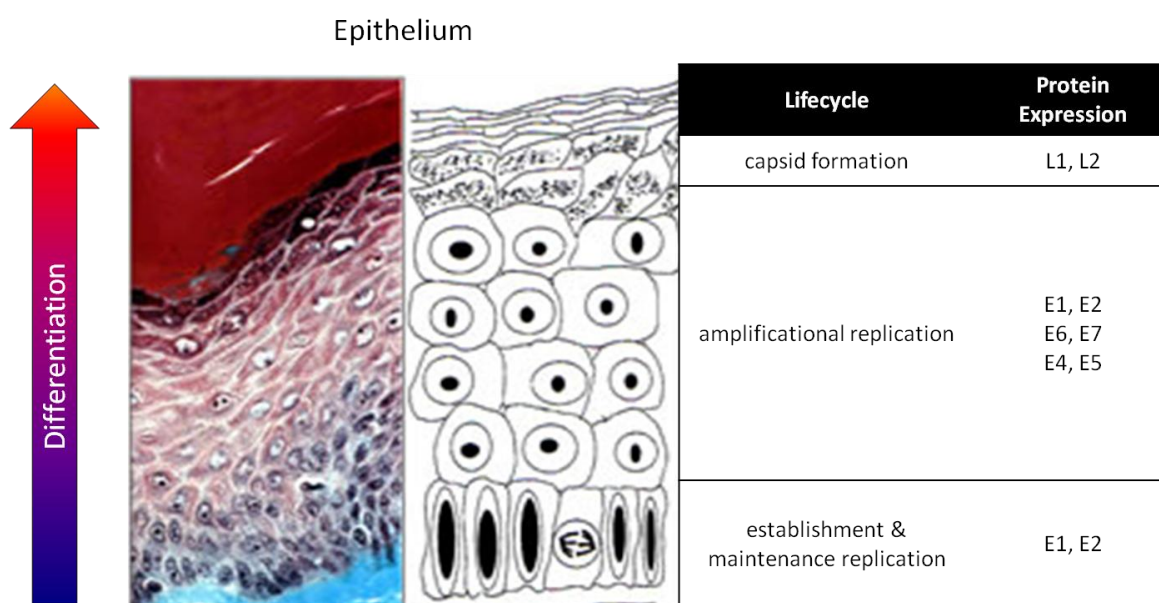 Epithelium
Differentiation
Lifecycle
Protein
Expression
capsid formation
L1, L2
amplificational replication
E1, E2
E6, E7
E4, E5
establishment &
maintenance replication
E1, E2